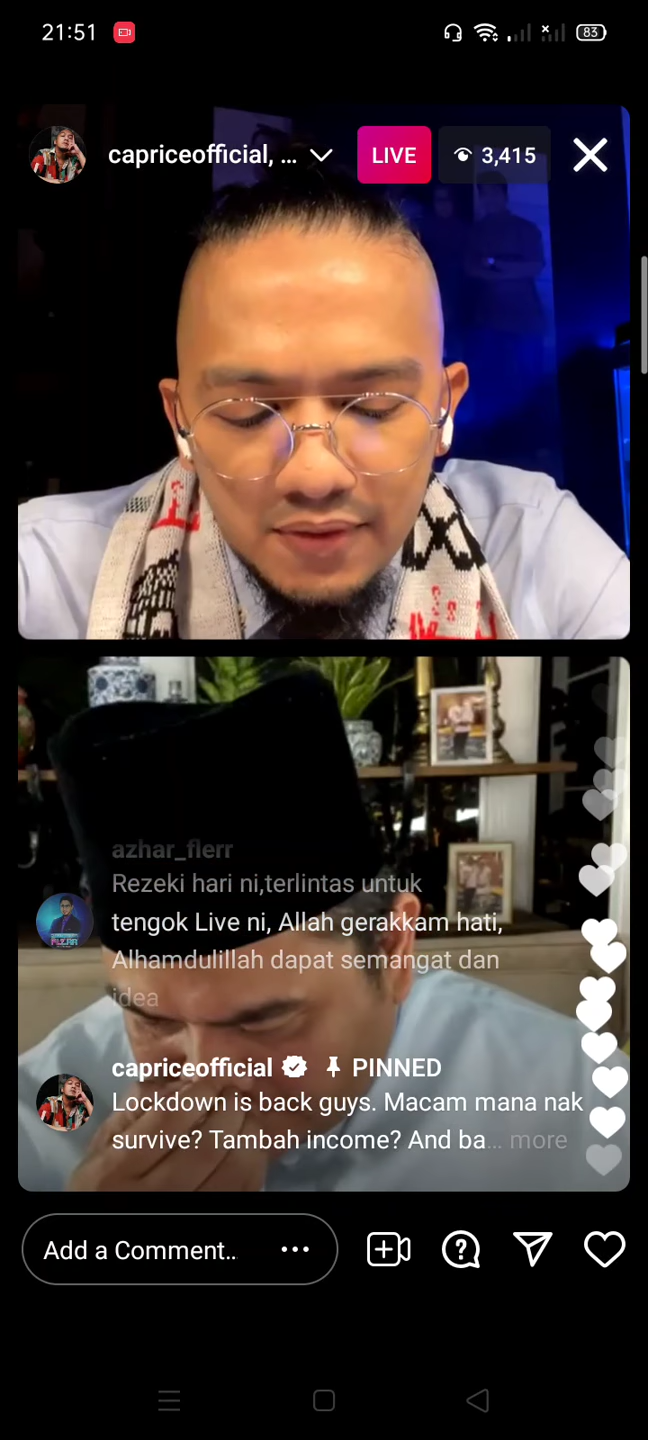 21:51
83
capriceofficial, ...
LIVE
3,415
azhar_flerr
Rezeki hari ni,terlintas untuk
tengok Live ni, Allah gerakkam hati,
Alhamdulillah dapat semangat dan
idea
capriceofficial PINNED
Lockdown is back guys. Macam mana nak
survive? Tambah income? And ba... more
Add a Comment..